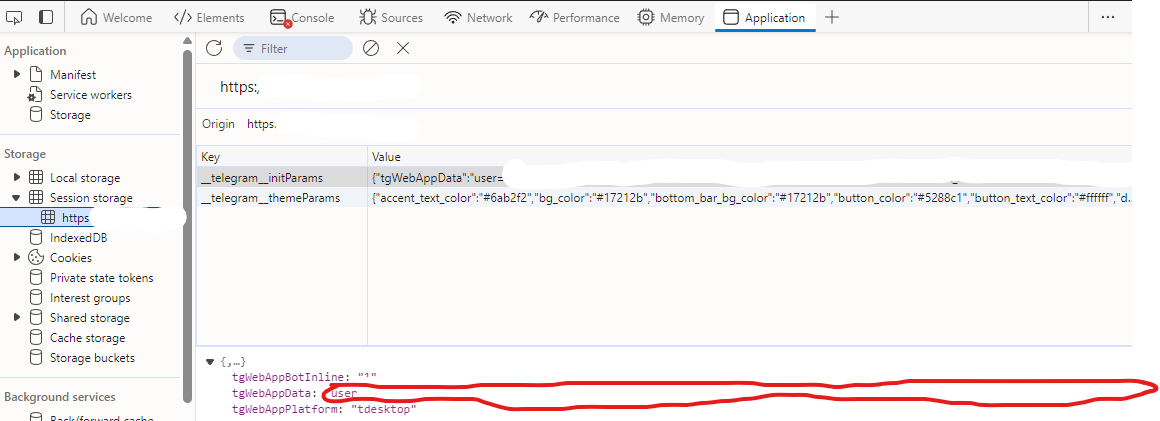 Welcome Elements Console Sources Network Performance Memory Application
Application
Manifest
Service workers
Storage
Storage
Local storage
Session storage
https
IndexedDB
Cookies
Private state tokens
Interest groups
Shared storage
Cache storage
Storage buckets
Background services
Back/forward cache
Filter
https:,
Origin https.
Key Value
__telegram__initParams {"tgWebAppData":"user=
__telegram__themeParams {"accent_text_color":"#6ab2f2","bg_color":"#17212b","bottom_bar_bg_color":"#17212b","button_color":"#5288c1","button_text_color":"#ffffff","d...
{,…}
tgWebAppBotInline: "1"
tgWebAppData: "user
tgWebAppPlatform: "tdesktop"